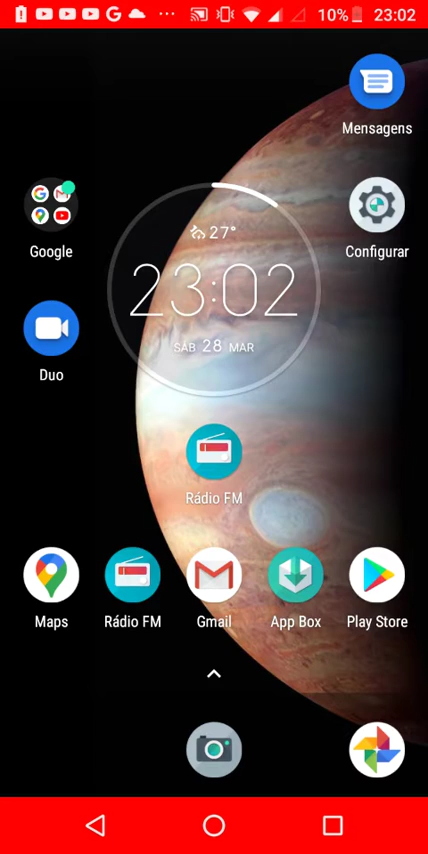 10% 23:02
Mensagens
Google
Configurar
27°
23:02
SÁB 28 MAR
Duo
Rádio FM
Maps
Rádio FM
Gmail
App Box
Play Store